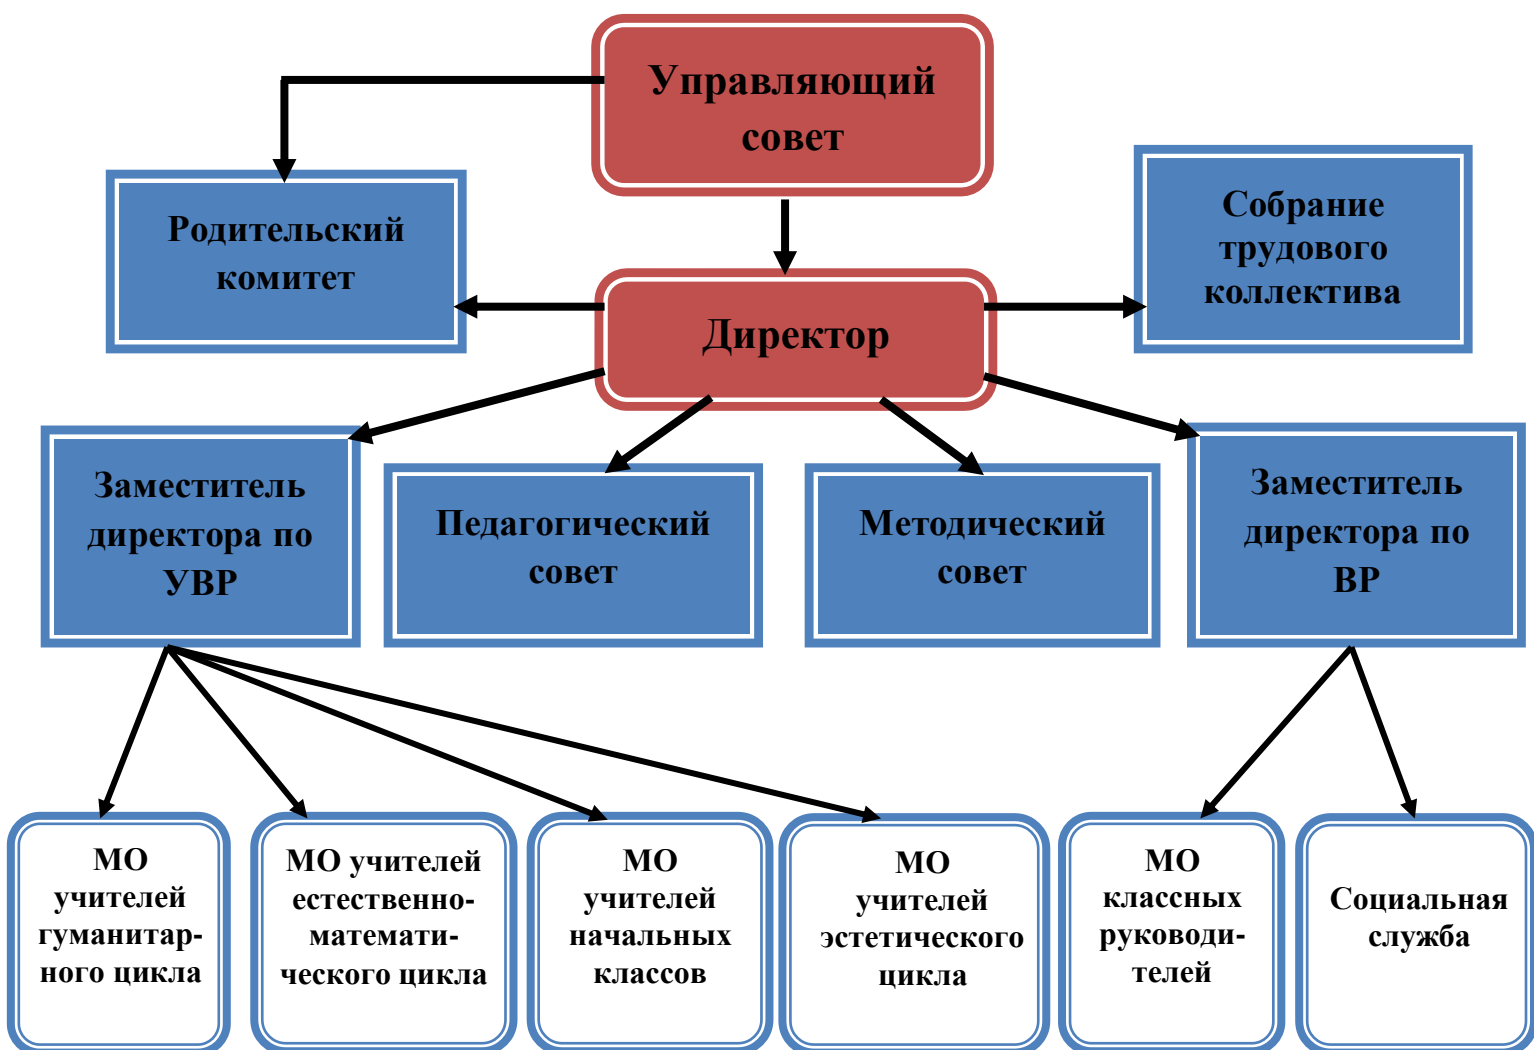 Управляющий
совет
Родительский
комитет
Собрание
трудового
коллектива
Директор
Заместитель
директора по
УВР
Педагогический
совет
Методический
совет
Заместитель
директора по
ВР
МО
учителей
гуманитар-
ного цикла
МО учителей
естественно-
математи-
ческого цикла
МО
учителей
начальных
классов
МО
учителей
эстетического
цикла
МО
классных
руководи-
телей
Социальная
служба